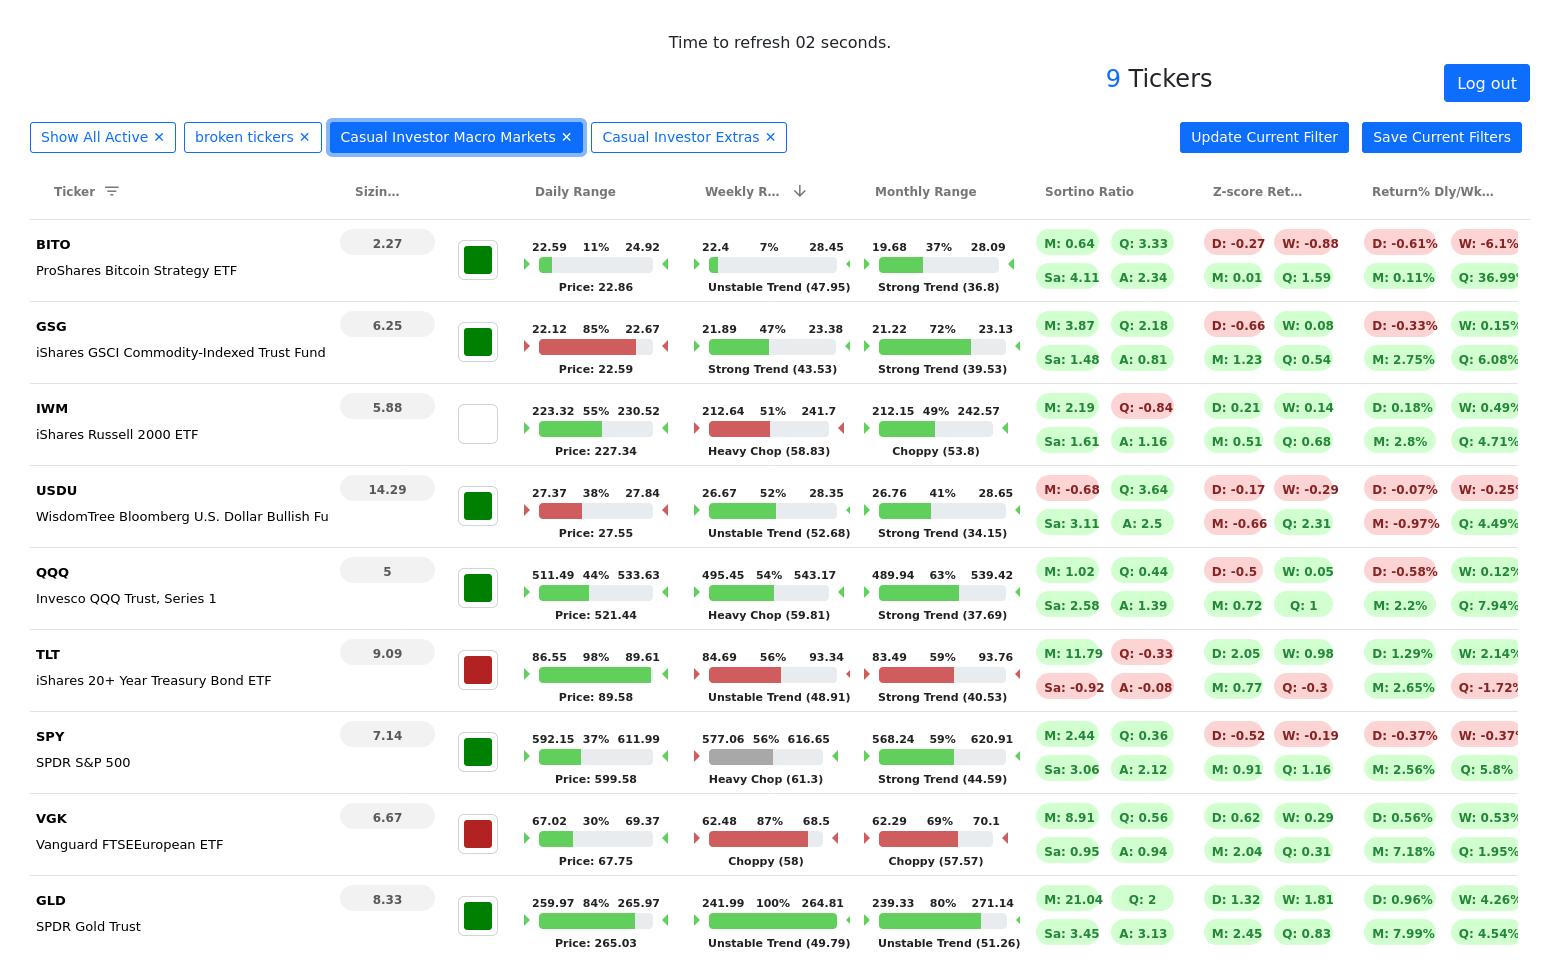 Time to refresh 02 seconds.
9 Tickers
Log out
Show All Active ✕ broken tickers ✕ Casual Investor Macro Markets ✕ Casual Investor Extras ✕ Update Current Filter Save Current Filters
Ticker Sizin... Daily Range Weekly R... Monthly Range Sortino Ratio Z-score Ret... Return% Dly/Wk...
BITO 2.27 22.59 11% 24.92 22.4 7% 28.45 19.68 37% 28.09 M: 0.64 Q: 3.33 D: -0.27 W: -0.88 D: -0.61% W: -6.1%
ProShares Bitcoin Strategy ETF Price: 22.86 Unstable Trend (47.95) Strong Trend (36.8) Sa: 4.11 A: 2.34 M: 0.01 Q: 1.59 M: 0.11% Q: 36.99%
GSG 6.25 22.12 85% 22.67 21.89 47% 23.38 21.22 72% 23.13 M: 3.87 Q: 2.18 D: -0.66 W: 0.08 D: -0.33% W: 0.15%
iShares GSCI Commodity-Indexed Trust Fund Price: 22.59 Strong Trend (43.53) Strong Trend (39.53) Sa: 1.48 A: 0.81 M: 1.23 Q: 0.54 M: 2.75% Q: 6.08%
IWM 5.88 223.32 55% 230.52 212.64 51% 241.7 212.15 49% 242.57 M: 2.19 Q: -0.84 D: 0.21 W: 0.14 D: 0.18% W: 0.49%
iShares Russell 2000 ETF Price: 227.34 Heavy Chop (58.83) Choppy (53.8) Sa: 1.61 A: 1.16 M: 0.51 Q: 0.68 M: 2.8% Q: 4.71%
USDU 14.29 27.37 38% 27.84 26.67 52% 28.35 26.76 41% 28.65 M: -0.68 Q: 3.64 D: -0.17 W: -0.29 D: -0.07% W: -0.25%
WisdomTree Bloomberg U.S. Dollar Bullish Fu Price: 27.55 Unstable Trend (52.68) Strong Trend (34.15) Sa: 3.11 A: 2.5 M: -0.66 Q: 2.31 M: -0.97% Q: 4.49%
QQQ 5 511.49 44% 533.63 495.45 54% 543.17 489.94 63% 539.42 M: 1.02 Q: 0.44 D: -0.5 W: 0.05 D: -0.58% W: 0.12%
Invesco QQQ Trust, Series 1 Price: 521.44 Heavy Chop (59.81) Strong Trend (37.69) Sa: 2.58 A: 1.39 M: 0.72 Q: 1 M: 2.2% Q: 7.94%
TLT 9.09 86.55 98% 89.61 84.69 56% 93.34 83.49 59% 93.76 M: 11.79 Q: -0.33 D: 2.05 W: 0.98 D: 1.29% W: 2.14%
iShares 20+ Year Treasury Bond ETF Price: 89.58 Unstable Trend (48.91) Strong Trend (40.53) Sa: -0.92 A: -0.08 M: 0.77 Q: -0.3 M: 2.65% Q: -1.72%
SPY 7.14 592.15 37% 611.99 577.06 56% 616.65 568.24 59% 620.91 M: 2.44 Q: 0.36 D: -0.52 W: -0.19 D: -0.37% W: -0.37%
SPDR S&P 500 Price: 599.58 Heavy Chop (61.3) Strong Trend (44.59) Sa: 3.06 A: 2.12 M: 0.91 Q: 1.16 M: 2.56% Q: 5.8%
VGK 6.67 67.02 30% 69.37 62.48 87% 68.5 62.29 69% 70.1 M: 8.91 Q: 0.56 D: 0.62 W: 0.29 D: 0.56% W: 0.53%
Vanguard FTSEEuropean ETF Price: 67.75 Choppy (58) Choppy (57.57) Sa: 0.95 A: 0.94 M: 2.04 Q: 0.31 M: 7.18% Q: 1.95%
GLD 8.33 259.97 84% 265.97 241.99 100% 264.81 239.33 80% 271.14 M: 21.04 Q: 2 D: 1.32 W: 1.81 D: 0.96% W: 4.26%
SPDR Gold Trust Price: 265.03 Unstable Trend (49.79) Unstable Trend (51.26) Sa: 3.45 A: 3.13 M: 2.45 Q: 0.83 M: 7.99% Q: 4.54%